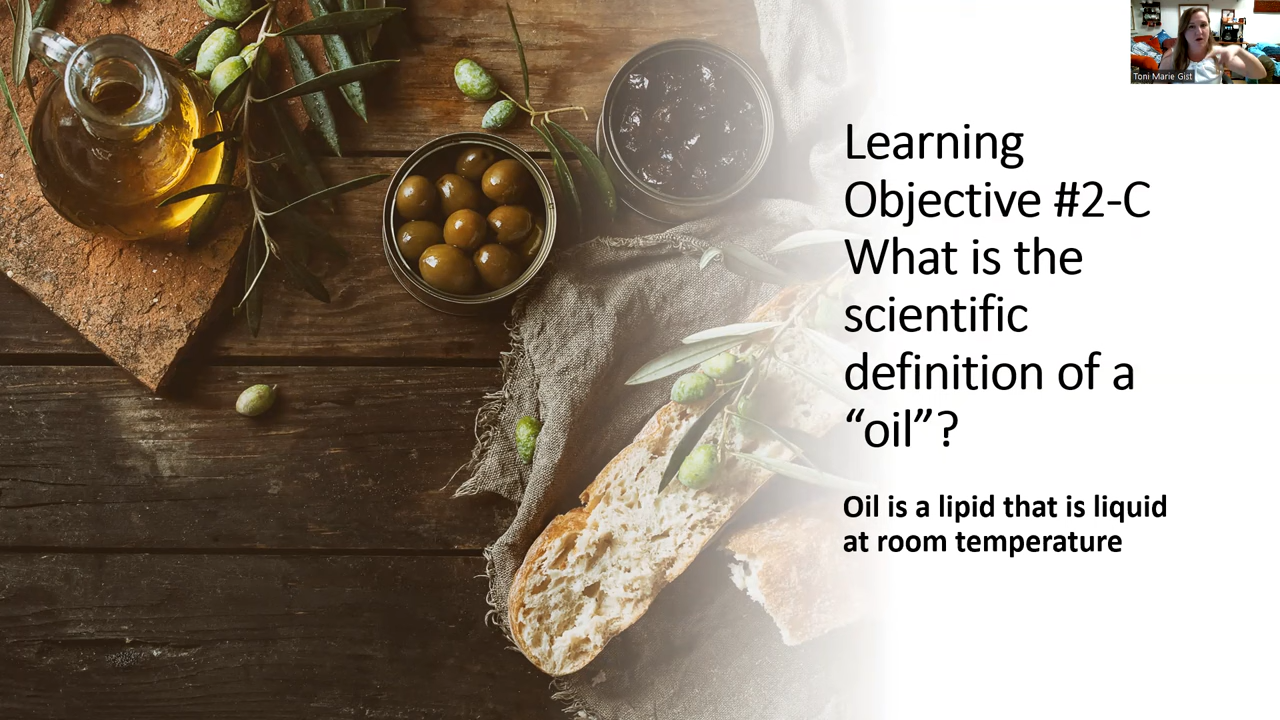 Toni Marie Gist
Learning
Objective #2-C
What is the
scientific
definition of a
“oil”?
Oil is a lipid that is liquid
at room temperature